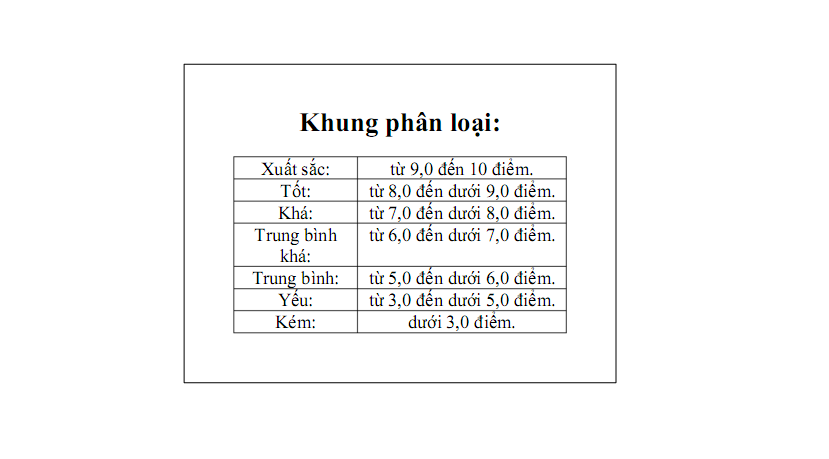 Khung phân loại:
Xuất sắc: từ 9,0 đến 10 điểm.
Tốt: từ 8,0 đến dưới 9,0 điểm.
Khá: từ 7,0 đến dưới 8,0 điểm.
Trung bình từ 6,0 đến dưới 7,0 điểm.
khá:
Trung bình: từ 5,0 đến dưới 6,0 điểm.
Yếu: từ 3,0 đến dưới 5,0 điểm.
Kém: dưới 3,0 điểm.